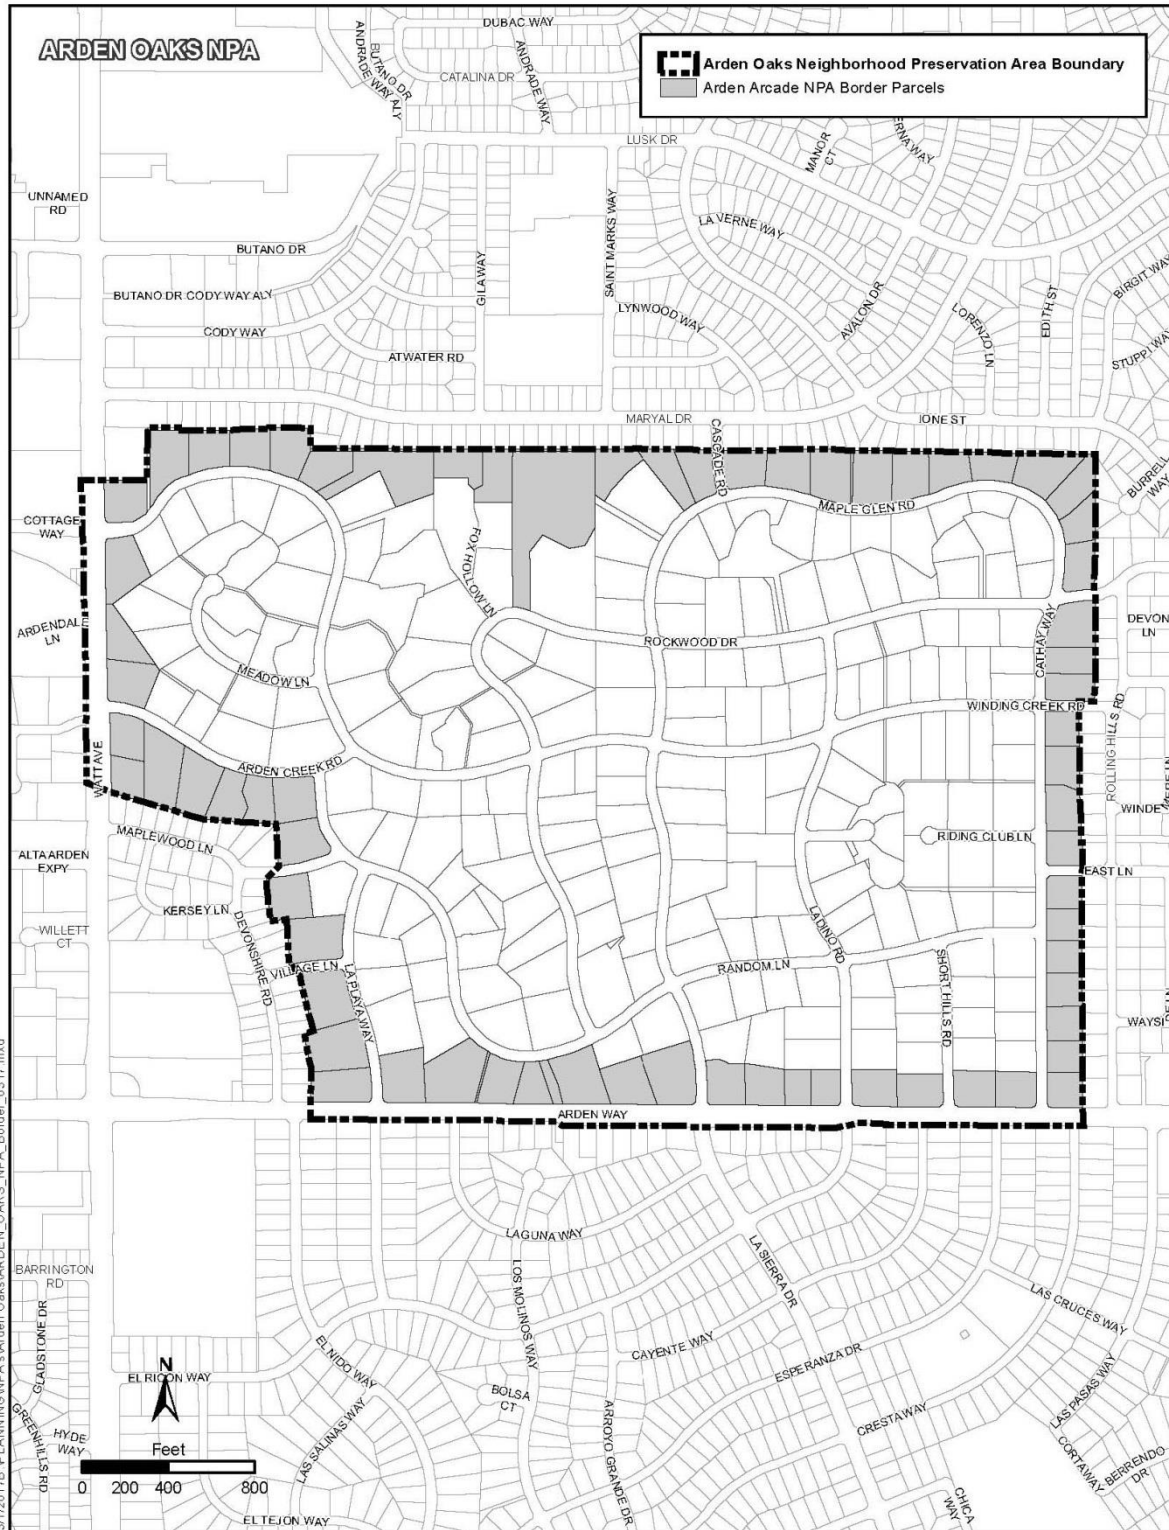 ARDEN OAKS NPA
Arden Oaks Neighborhood Preservation Area Boundary
Arden Arcade NPA Border Parcels
DUBAC WAY
ANDRADE WAY ALY
BUTANO DR
CATALINA DR
ANDRADE WAY
LUSK DR
MANOR
CT
ERNA WAY
UNNAMED
RD
BUTANO DR
GILA WAY
SAINT MARKS WAY
LA VERNE WAY
BIRGIT WAY
BUTANO DR CODY WAY ALY
LYNWOOD WAY
AVALON DR
LORENZO LN
EDITH ST
CODY WAY
ATWATER RD
STUPPI WAY
MARYAL DR
IONE ST
CASCADE RD
BURRELL
WAY
COTTAGE
WAY
MAPLE GLEN RD
FOX HOLLOW LN
ARDENDALE
LN
ROCKWOOD DR
CATHAY WAY
DEVON
LN
MEADOW LN
WINDING CREEK RD
ROLLING HILLS RD
WATT AVE
ARDEN CREEK RD
MERE LN
WINDE
MAPLEWOOD LN
RIDING CLUB LN
ALTA ARDEN
EXPY
EAST LN
KERSEY LN
DEVONSHIRE RD
LADINO RD
WILLETT
CT
VILLAGE LN
LA PLAYA WAY
RANDOM LN
SHORT HILLS RD
DE LN
WAYSI
ARDEN WAY
LAGUNA WAY
LA SIERRA DR
BARRINGTON
RD
LOS MOLINOS WAY
LAS CRUCES WAY
GLADSTONE DR
EL NIDO WAY
CAYENTE WAY
ESPERANZA DR
N
EL RICON WAY
LAS PASAS WAY
BOLSA
CT
ARROYO GRANDE DR
CRESTA WAY
GREENHILLS RD
HYDE
WAY
LAS SALINAS WAY
CORTA WAY
BERRENDO
DR
Feet
0 200 400 800
CHICA
WAY
EL TEJON WAY